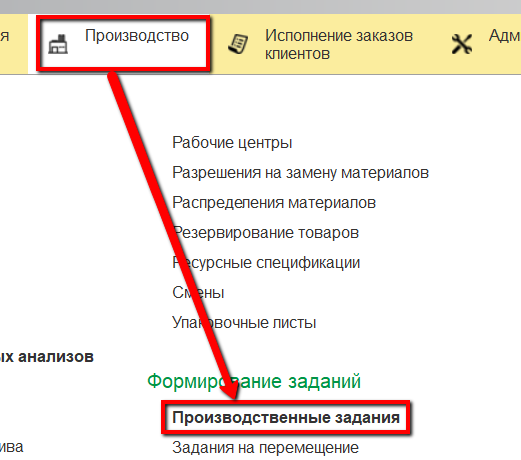 я
Производство
Исполнение заказов
клиентов
Адм
Рабочие центры
Разрешения на замену материалов
Распределения материалов
Резервирование товаров
Ресурсные спецификации
Смены
Упаковочные листы
ых анализов
Формирование заданий
Производственные задания
ива
Задания на перемещение